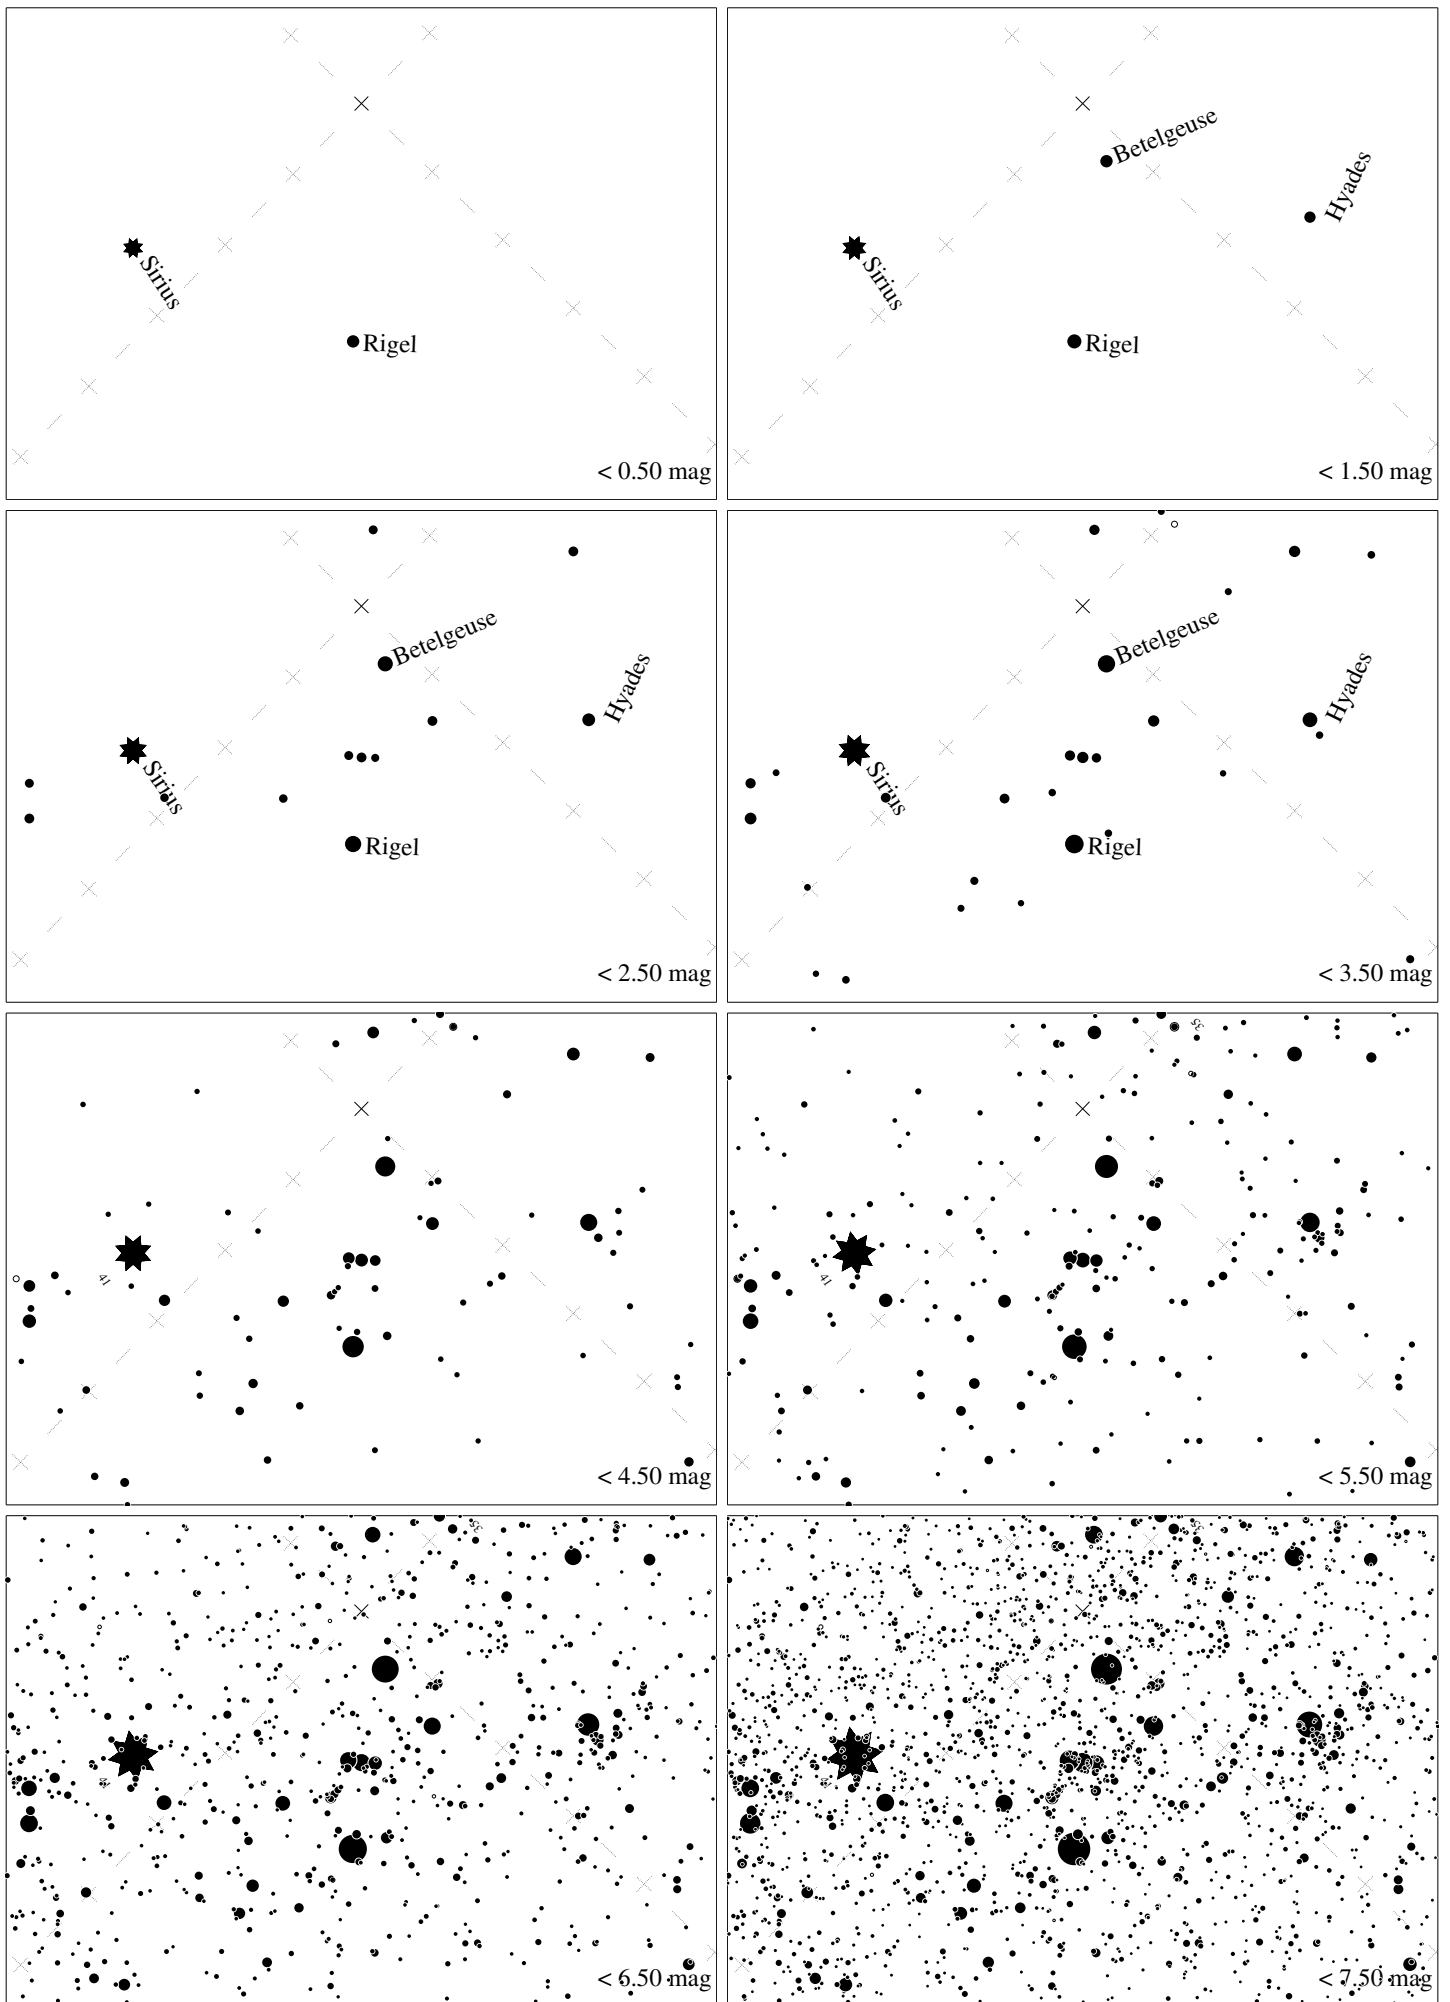 Sirius
Rigel
< 0.50 mag
Betelgeuse
Hyades
Sirius
Rigel
< 1.50 mag
Betelgeuse
Hyades
Sirius
Rigel
< 2.50 mag
Betelgeuse
Hyades
Sirius
Rigel
< 3.50 mag
41
< 4.50 mag
35
41
< 5.50 mag
35
< 6.50 mag
< 7.50 mag